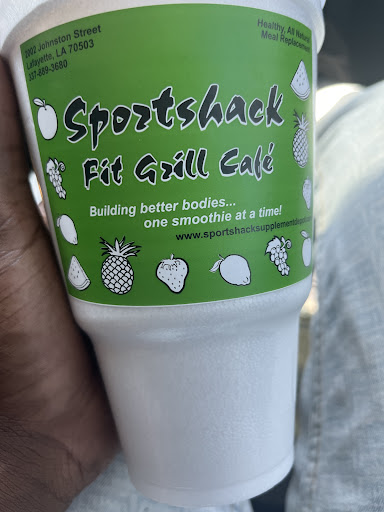 2002 Johnston Street
Lafayette, LA 70503
337-889-3680
Healthy, All Natural
Meal Replacement
Sportshack
Fit Grill Café
Building better bodies...
one smoothie at a time!